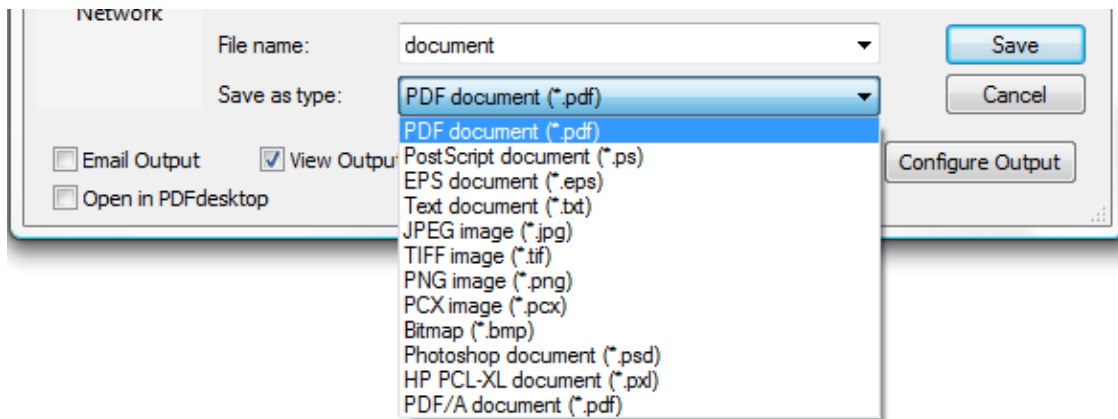 Network
File name: document Save
Save as type: PDF document (*.pdf) Cancel
PDF document (*.pdf)
PostScript document (*.ps)
Email Output View Outpu Configure Output
EPS document (*.eps)
Open in PDFdesktop
Text document (*.txt)
JPEG image (*.jpg)
TIFF image (*.tif)
PNG image (*.png)
PCX image (*.pcx)
Bitmap (*.bmp)
Photoshop document (*.psd)
HP PCL-XL document (*.pxl)
PDF/A document (*.pdf)